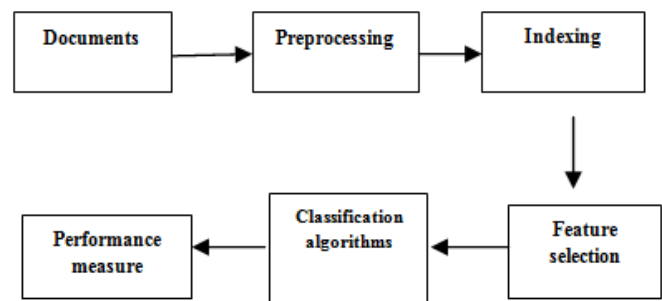 Documents
Preprocessing
Indexing
Feature
selection
Classification
algorithms
Performance
measure